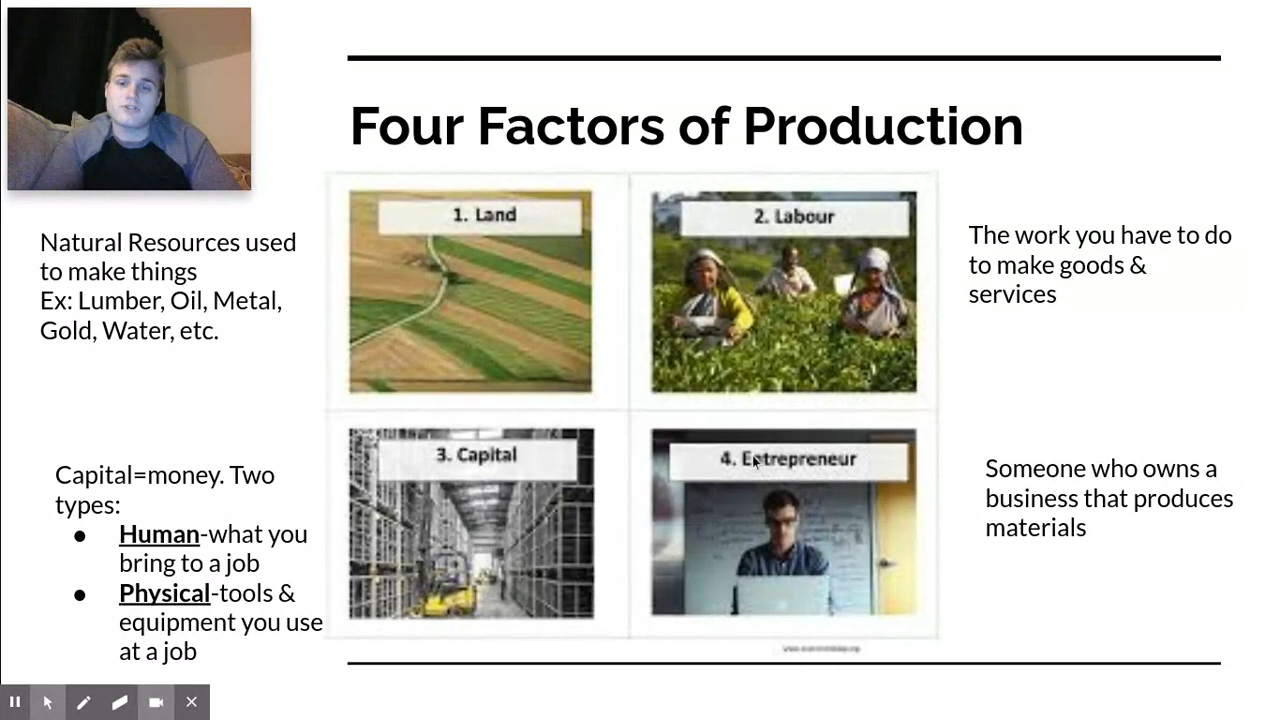 Four Factors of Production
1. Land
2. Labour
Natural Resources used
to make things
Ex: Lumber, Oil, Metal,
Gold, Water, etc.
The work you have to do
to make goods &
services
3. Capital
4. Entrepreneur
Capital=money. Two
types:
● Human-what you
bring to a job
● Physical-tools &
equipment you use
at a job
Someone who owns a
business that produces
materials